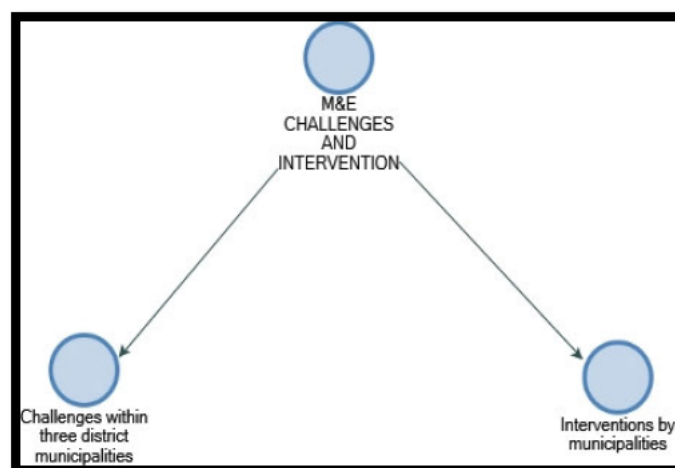 M&E
CHALLENGES
AND
INTERVENTION
Challenges within
three district
municipalities
Interventions by
municipalities